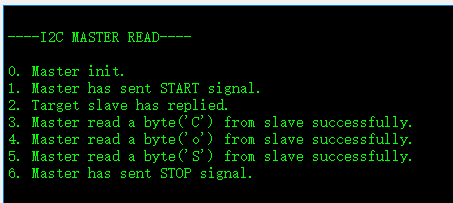 ----I2C MASTER READ----
0. Master init.
1. Master has sent START signal.
2. Target slave has replied.
3. Master read a byte('C') from slave successfully.
4. Master read a byte('o') from slave successfully.
5. Master read a byte('S') from slave successfully.
6. Master has sent STOP signal.